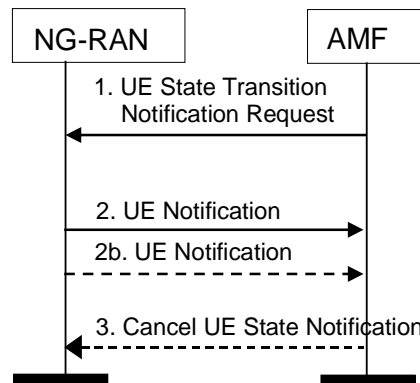 NG-RAN
AMF
1. UE State Transition
Notification Request
2. UE Notification
2b. UE Notification
3. Cancel UE State Notification